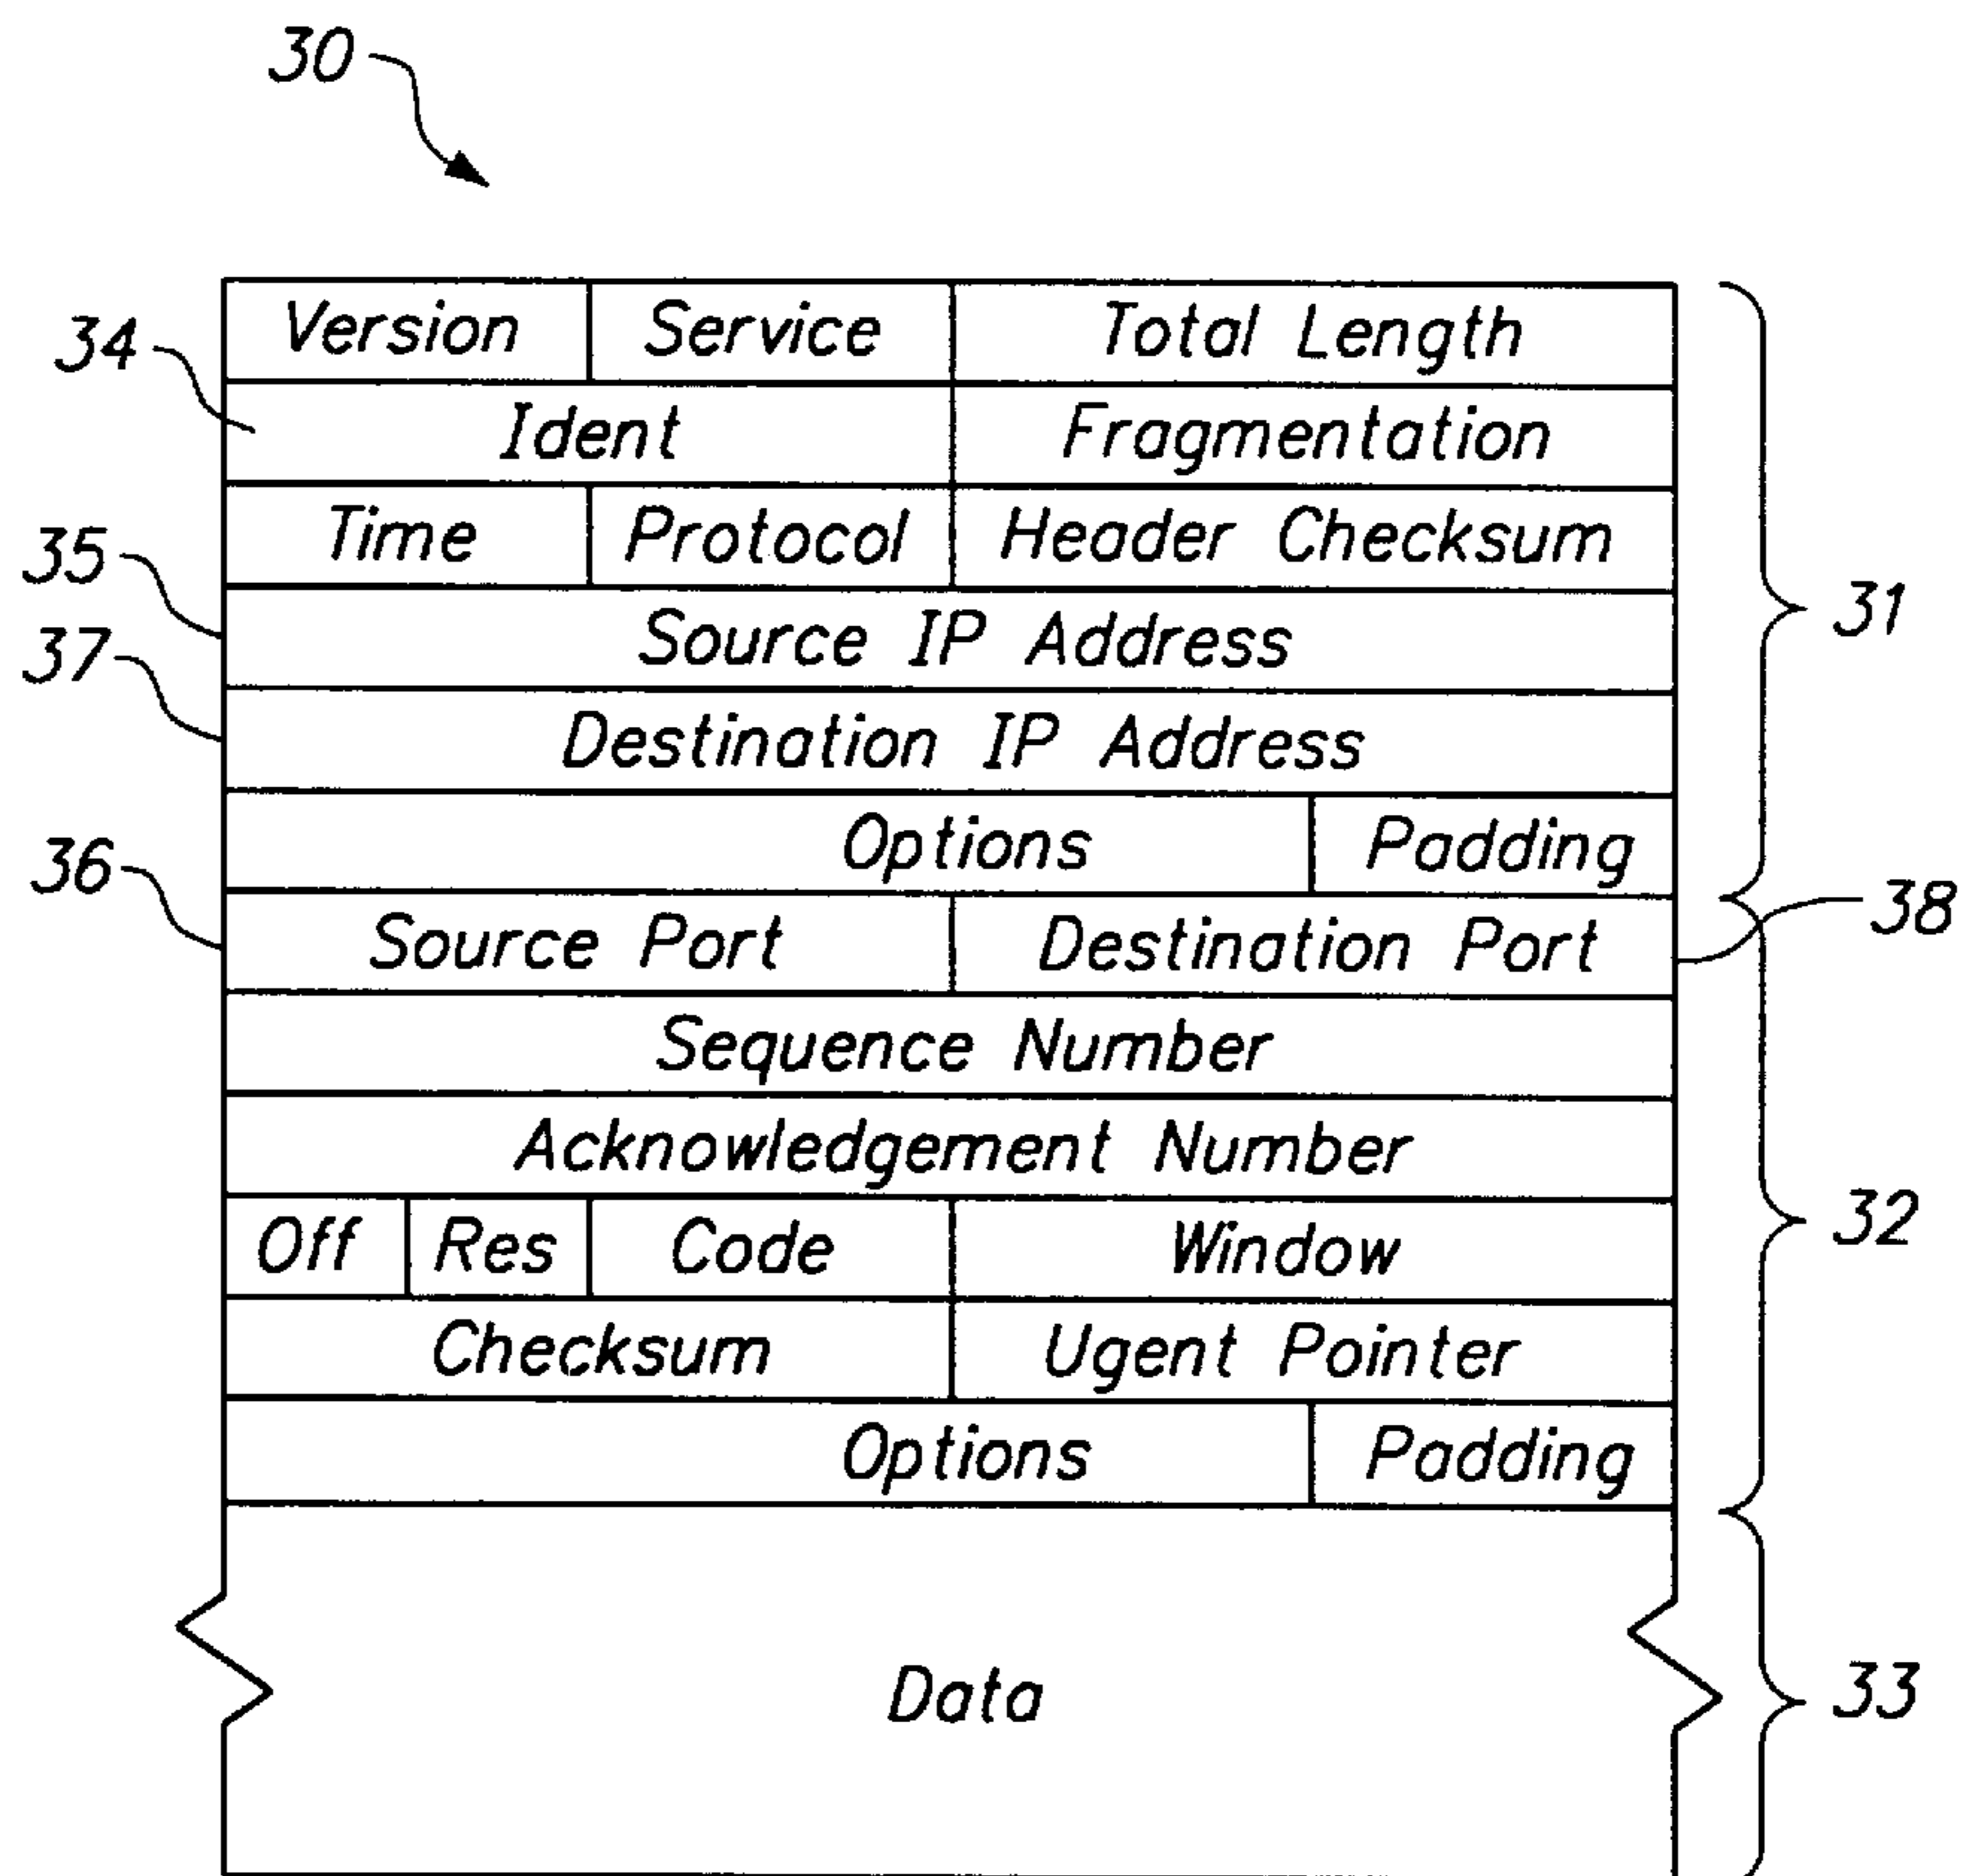 30
Version Service Total Length
34
Ident Fragmentation
Time Protocol Header Checksum
35
Source IP Address
31
37
Destination IP Address
Options Padding
36
38
Source Port Destination Port
Sequence Number
Acknowledgement Number
Off Res Code Window
32
Checksum Ugent Pointer
Options Padding
Data
33